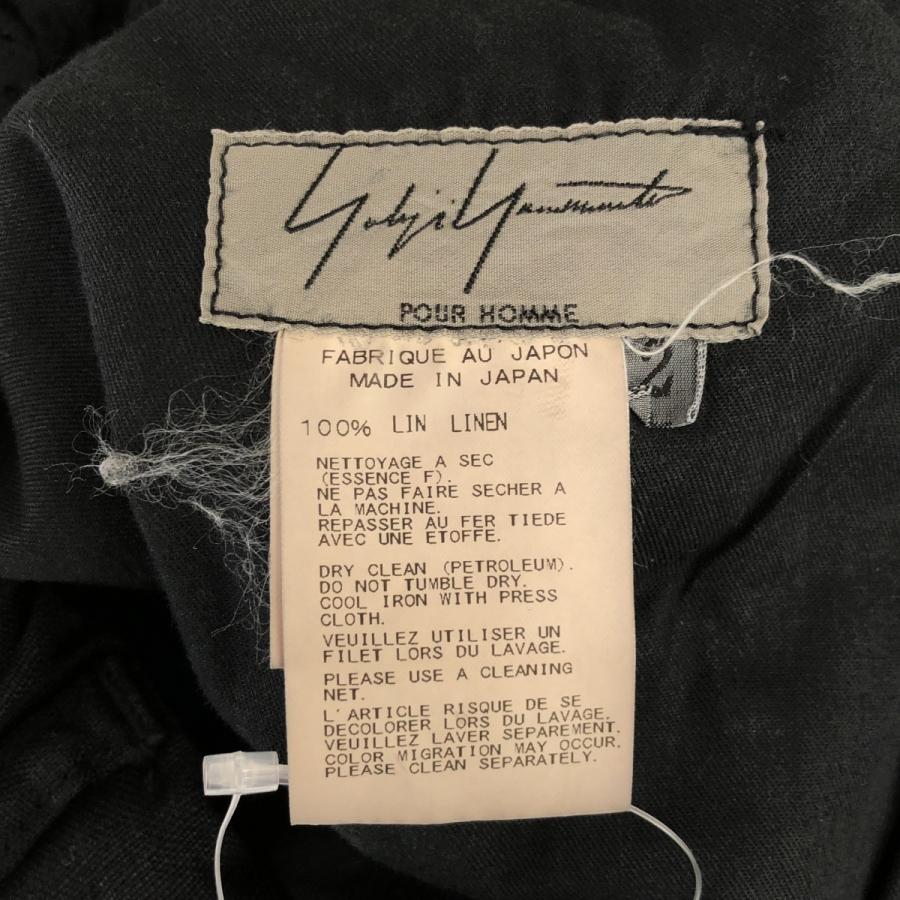 Yohji Yamamoto
POUR HOMME
FABRIQUE AU JAPON
MADE IN JAPAN
100% LIN LINEN
NETTOYAGE A SEC
(ESSENCE F).
NE PAS FAIRE SECHER A
LA MACHINE.
REPASSER AU FER TIEDE
AVEC UNE ETOFFE.
DRY CLEAN (PETROLEUM).
DO NOT TUMBLE DRY.
COOL IRON WITH PRESS
CLOTH.
VEUILLEZ UTILISER UN
FILET LORS DU LAVAGE.
PLEASE USE A CLEANING
NET.
L'ARTICLE RISQUE DE SE
DECOLORER LORS DU LAVAGE.
VEUILLEZ LAVER SEPAREMENT.
COLOR MIGRATION MAY OCCUR.
PLEASE CLEAN SEPARATELY.